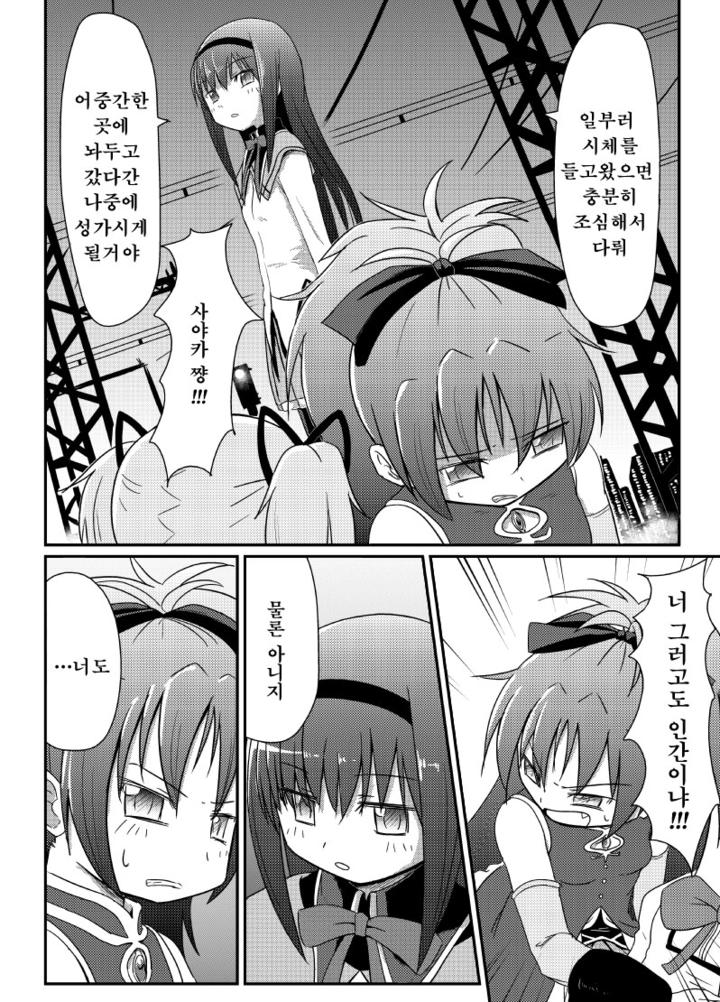 일부러
시체를
들고왔으면
충분히
조심해서
다뤄
어중간한
곳에
놔두고
갔다간
나중에
성가시게
될거야
사야카 쨩!!!
너 그러고도 인간이냐!!!
물론 아니지
…너도